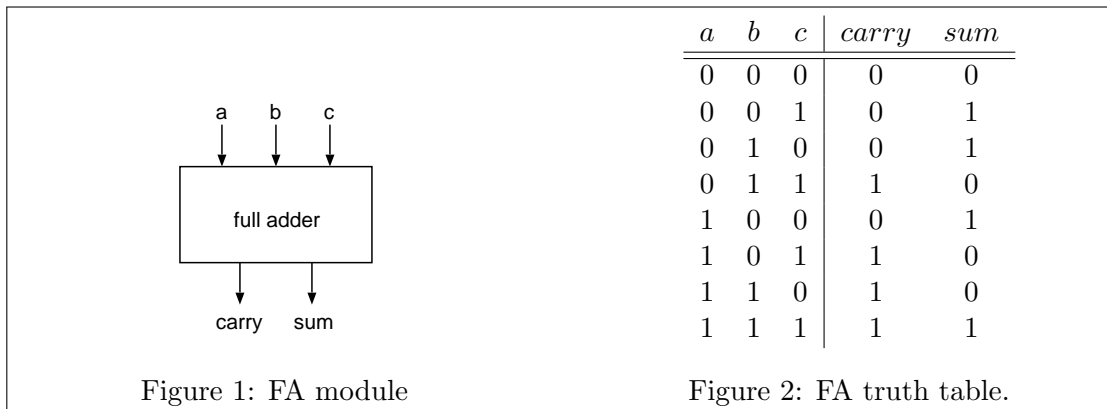 a b c
full adder
carry sum
Figure 1: FA module
a b c carry sum
0 0 0 0 0
0 0 1 0 1
0 1 0 0 1
0 1 1 1 0
1 0 0 0 1
1 0 1 1 0
1 1 0 1 0
1 1 1 1 1
Figure 2: FA truth table.